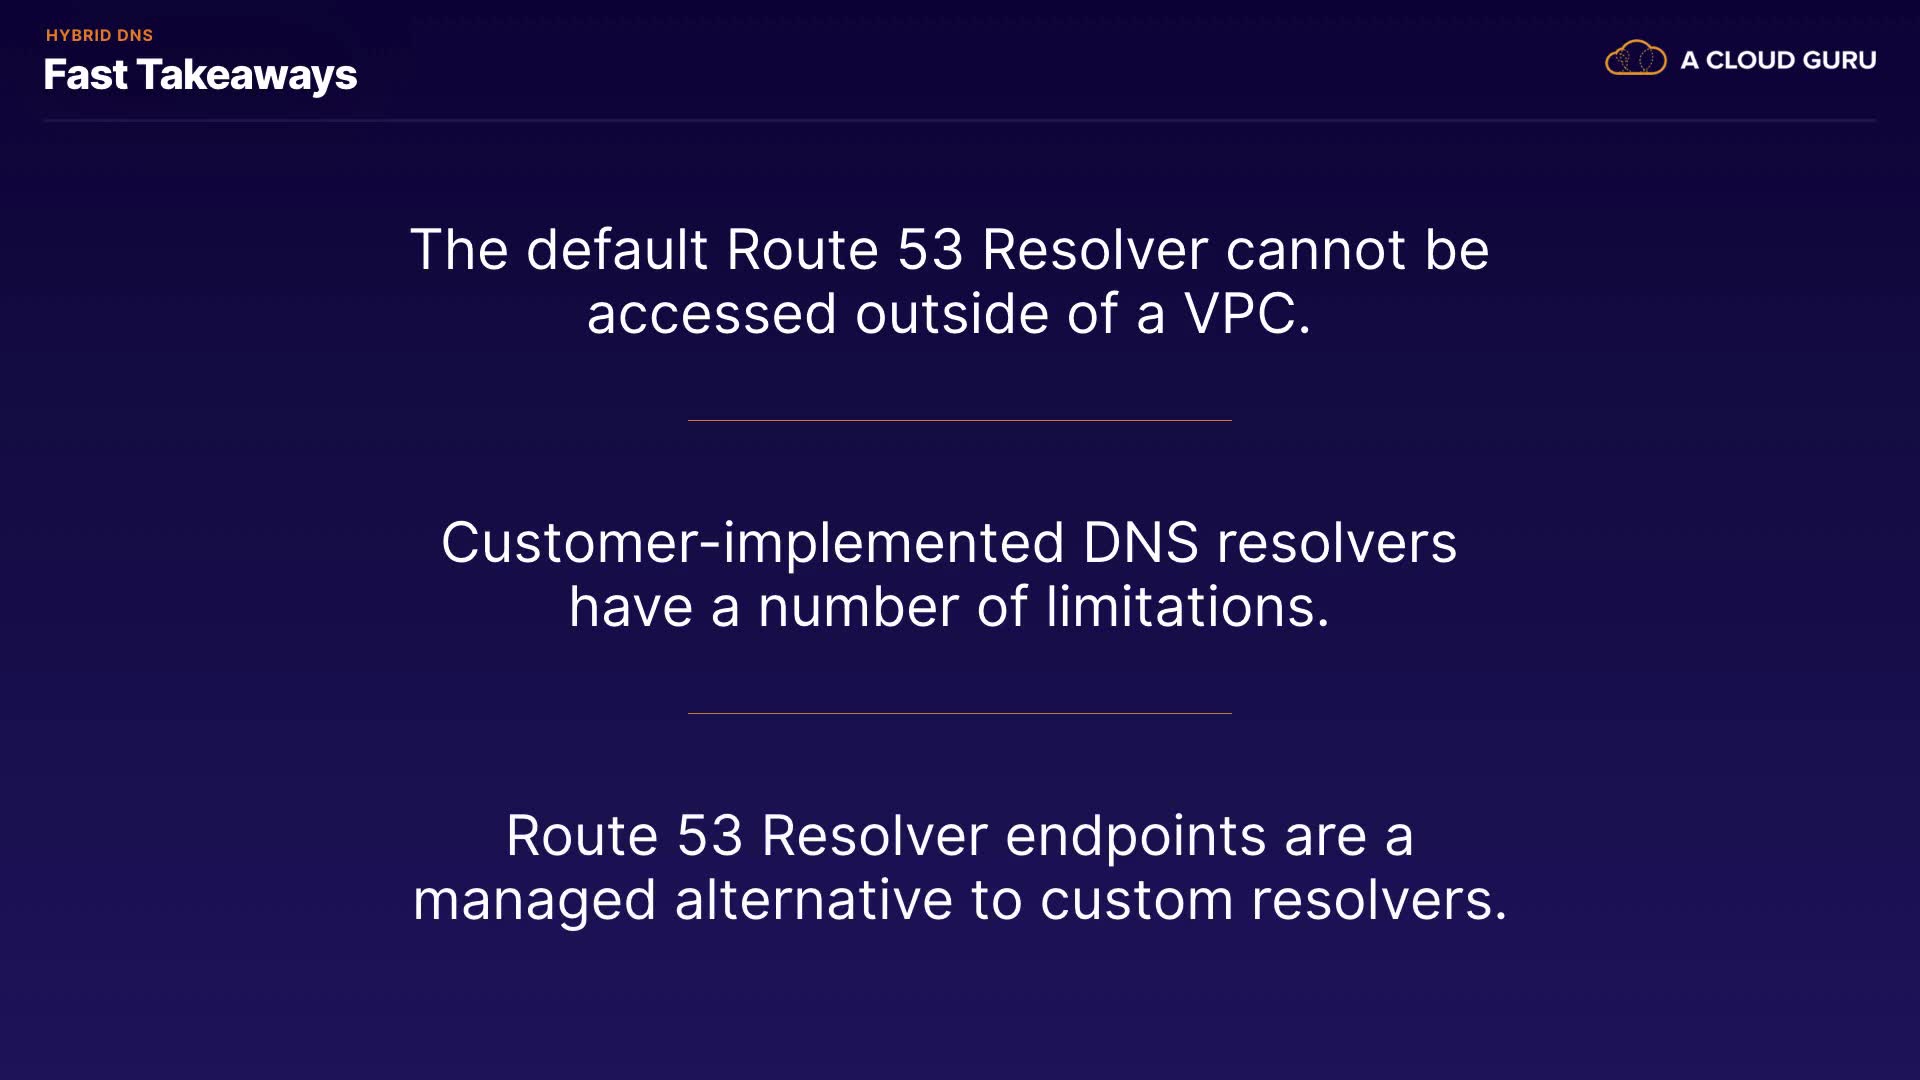 HYBRID DNS
Fast Takeaways
A CLOUD GURU
The default Route 53 Resolver cannot be
accessed outside of a VPC.
Customer-implemented DNS resolvers
have a number of limitations.
Route 53 Resolver endpoints are a
managed alternative to custom resolvers.